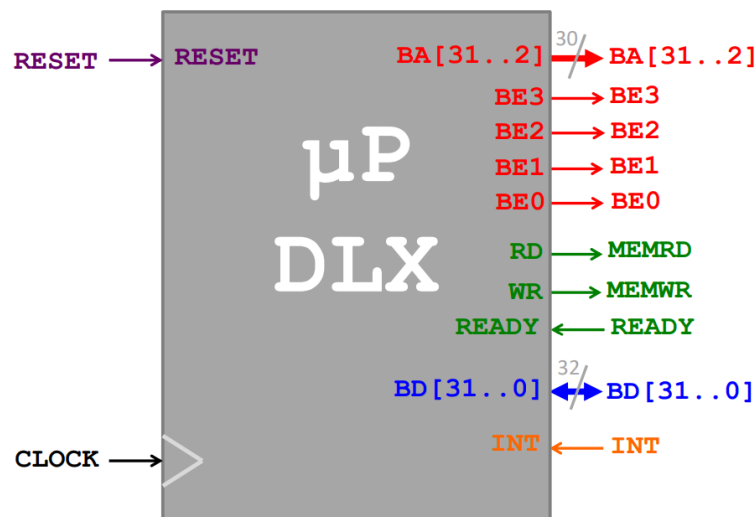 30
RESET RESET BA[31..2] BA[31..2]
BE3 BE3
µP
BE2 BE2
BE1 BE1
BE0 BE0
DLX
RD MEMRD
WR MEMWR
READY READY
32
BD[31..0] BD[31..0]
INT INT
CLOCK